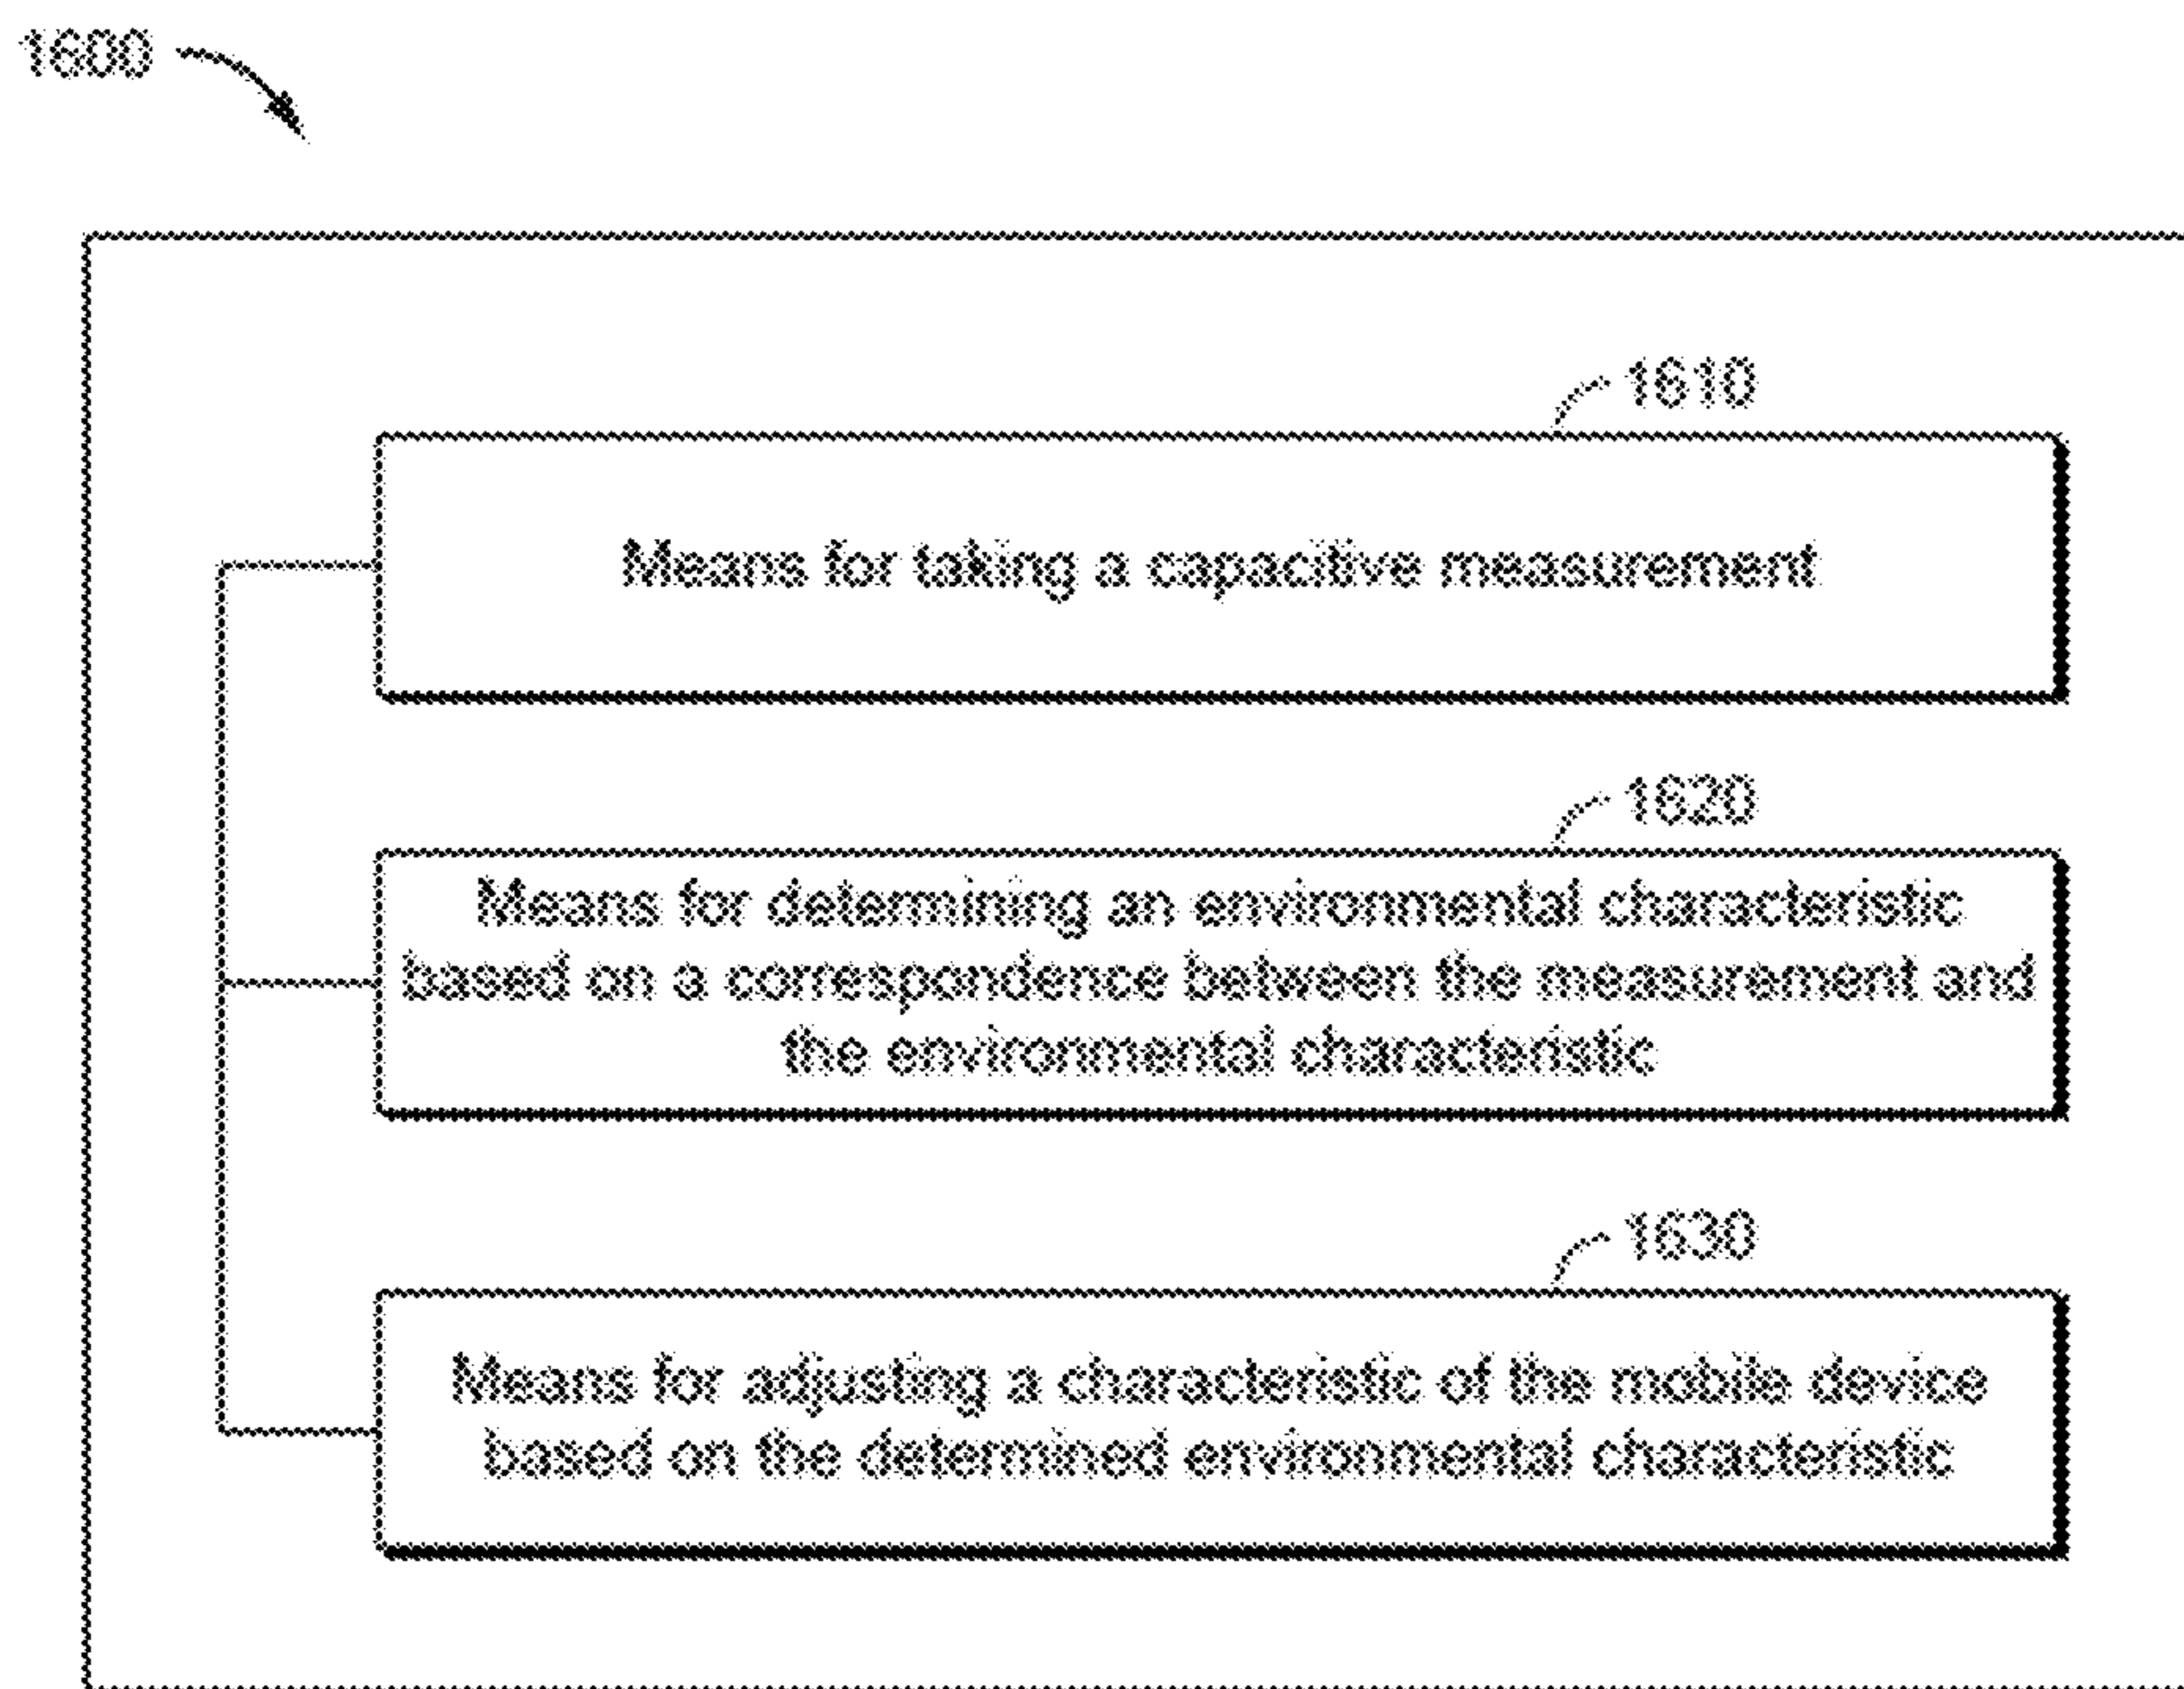 1600
1610
Means for taking a capacitive measurement
1620
Means for determining an environmental characteristic
based on a correspondence between the measurement and
the environmental characteristic
1630
Means for adjusting a characteristic of the mobile device
based on the determined environmental characteristic